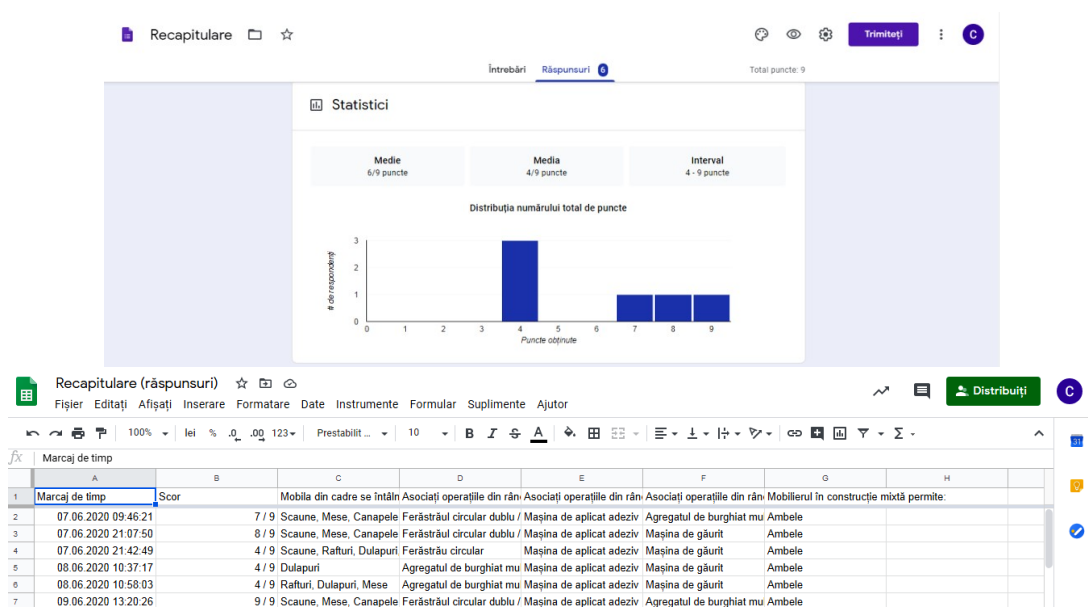 Recapitulare
Trimiteți
C
Întrebări Răspunsuri 6
Total puncte: 9
Statistici
Medie
6/9 puncte
Media
4/9 puncte
Interval
4 - 9 puncte
Distribuția numărului total de puncte
# de respondenți
3
2
1
0
0 1 2 3 4 5 6 7 8 9
Puncte obținute
Recapitulare (răspunsuri)
Distribuiți
C
Fișier Editați Afișați Inserare Formatare Date Instrumente Formular Suplimente Ajutor
100% lei % .0 .00 123 Prestabilit ... 10 B I S A Σ
31
fx Marcaj de timp
A B C D E F G H
1 Marcaj de timp Scor Mobila din cadre se întâln Asociați operațiile din rân Asociați operațiile din rân Asociați operațiile din rân Mobilierul în construcție mixtă permite:
2 07.06.2020 09:46:21 7 / 9 Scaune, Mese, Canapele Ferăstrăul circular dublu / Mașina de aplicat adeziv Agregatul de burghiat mu Ambele
3 07.06.2020 21:07:50 8 / 9 Scaune, Mese, Canapele Ferăstrăul circular dublu / Mașina de aplicat adeziv Mașina de găurit Ambele
4 07.06.2020 21:42:49 4 / 9 Scaune, Rafturi, Dulapuri Ferăstrău circular Mașina de aplicat adeziv Mașina de găurit Ambele
5 08.06.2020 10:37:17 4 / 9 Dulapuri Agregatul de burghiat mu Mașina de aplicat adeziv Mașina de găurit Ambele
6 08.06.2020 10:58:03 4 / 9 Rafturi, Dulapuri, Mese Agregatul de burghiat mu Mașina de aplicat adeziv Mașina de găurit Ambele
7 09.06.2020 13:20:26 9 / 9 Scaune, Mese, Canapele Ferăstrăul circular dublu / Mașina de aplicat adeziv Agregatul de burghiat mu Ambele